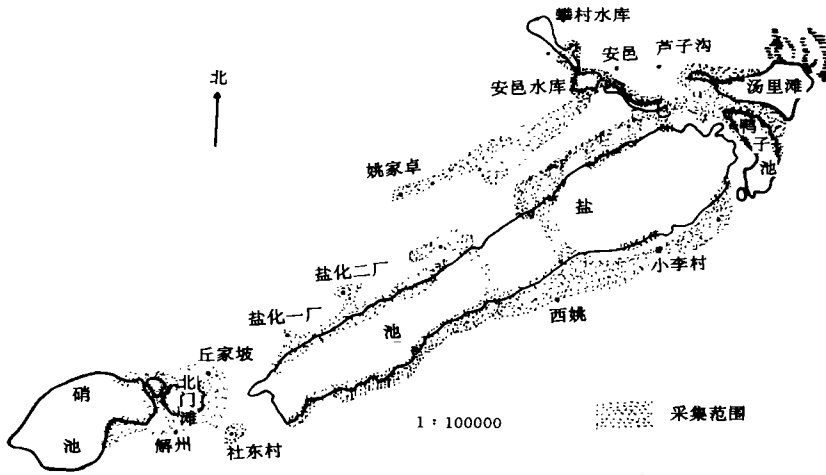 攀村水库
安邑
芦子沟
汤里滩
安邑水库
北
鸭子池
姚家卓
盐池
小李村
盐化二厂
西姚
盐化一厂
丘家坡
硝池
北门滩
解州
社东村
1：100000
采集范围